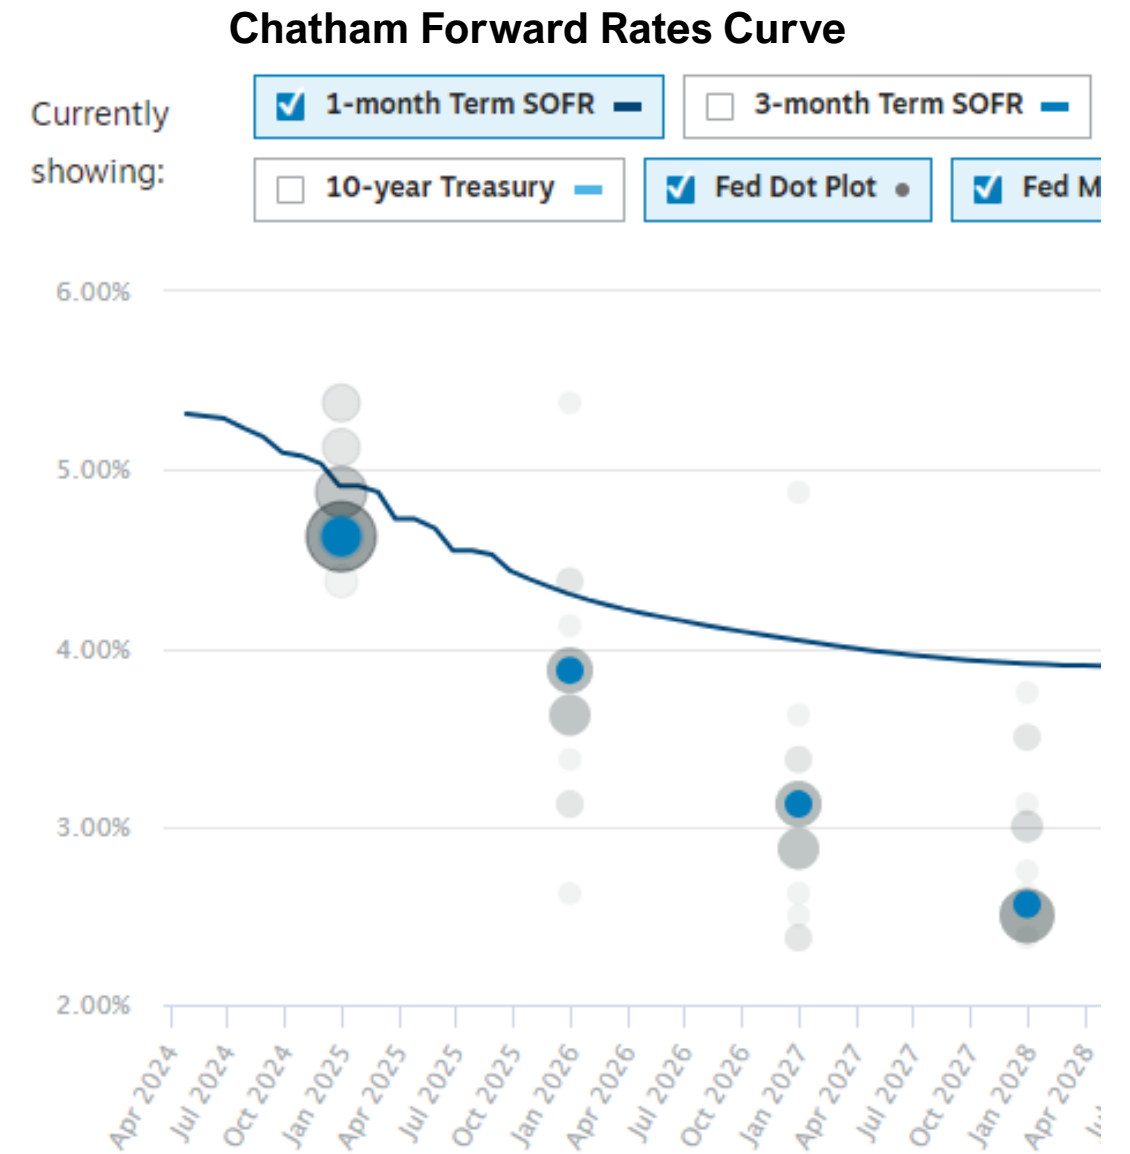 Chatham Forward Rates Curve
Currently showing:
1-month Term SOFR
3-month Term SOFR
10-year Treasury
Fed Dot Plot
Fed M
6.00%
5.00%
4.00%
3.00%
2.00%
Apr 2024
Jul 2024
Oct 2024
Jan 2025
Apr 2025
Jul 2025
Oct 2025
Jan 2026
Apr 2026
Jul 2026
Oct 2026
Jan 2027
Apr 2027
Jul 2027
Oct 2027
Jan 2028
Apr 2028